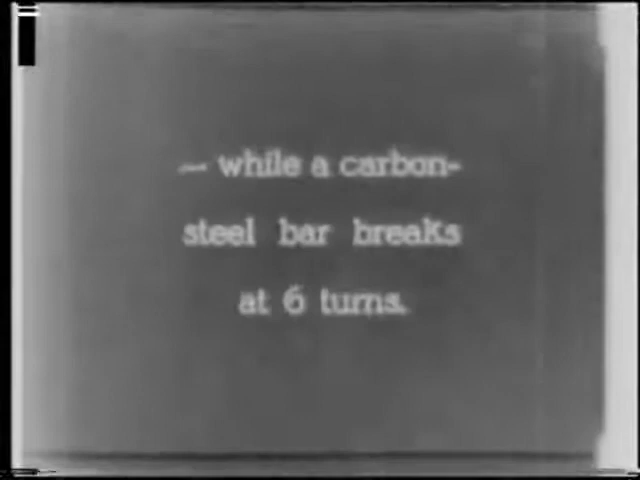 — while a carbon-
steel bar breaks
at 6 turns.